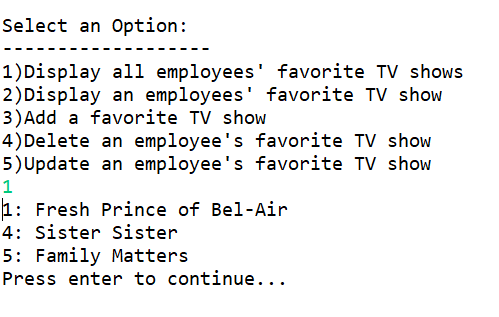 Select an Option:
-------------------
1)Display all employees' favorite TV shows
2)Display an employees' favorite TV show
3)Add a favorite TV show
4)Delete an employee's favorite TV show
5)Update an employee's favorite TV show
1
1: Fresh Prince of Bel-Air
4: Sister Sister
5: Family Matters
Press enter to continue...